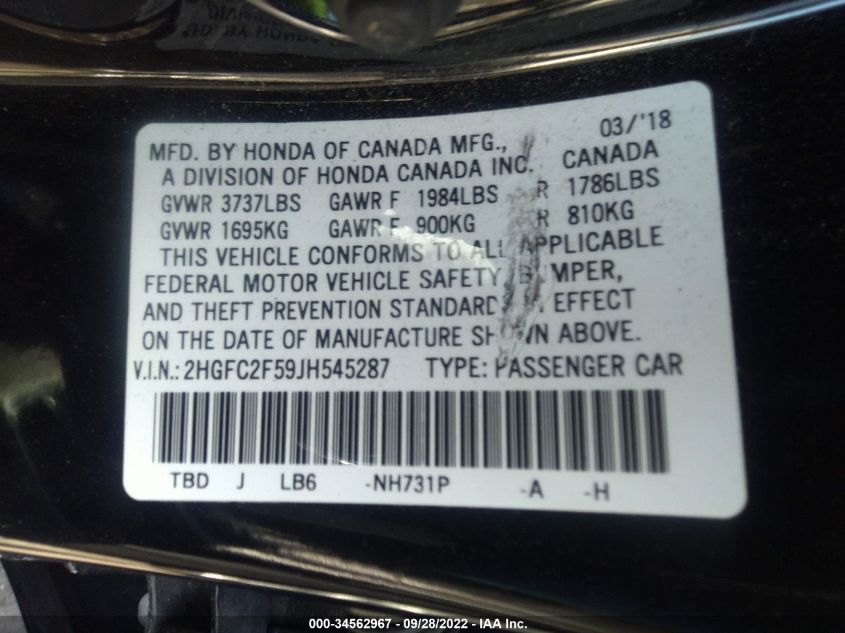 03/'18
MFD. BY HONDA OF CANADA MFG.,
A DIVISION OF HONDA CANADA INC. CANADA
GVWR 3737LBS GAWR F 1984LBS R 1786LBS
GVWR 1695KG GAWR F 900KG R 810KG
THIS VEHICLE CONFORMS TO ALL APPLICABLE
FEDERAL MOTOR VEHICLE SAFETY, BUMPER,
AND THEFT PREVENTION STANDARDS IN EFFECT
ON THE DATE OF MANUFACTURE SHOWN ABOVE.
V.I.N.: 2HGFC2F59JH545287 TYPE: PASSENGER CAR
TBD J LB6 -NH731P -A -H
000-34562967 - 09/28/2022 - IAA Inc.